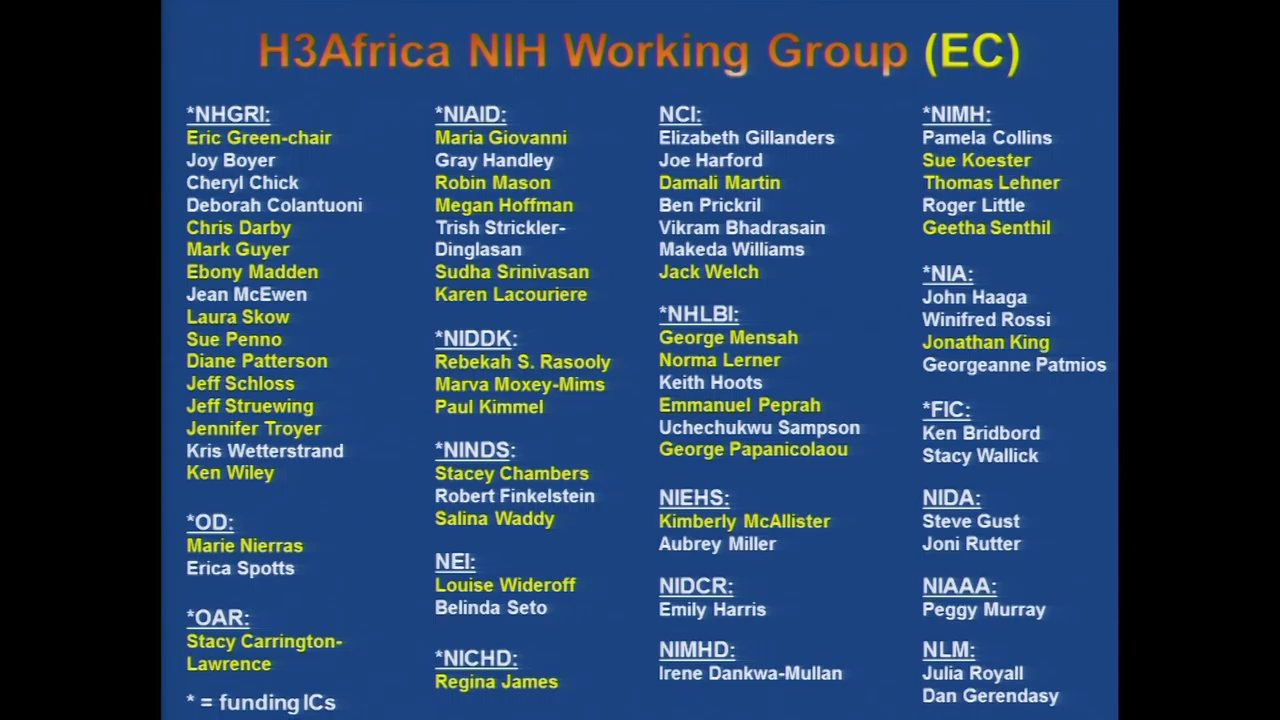 H3Africa NIH Working Group (EC)
*NHGRI:
Eric Green-chair
Joy Boyer
Cheryl Chick
Deborah Colantuoni
Chris Darby
Mark Guyer
Ebony Madden
Jean McEwen
Laura Skow
Sue Penno
Diane Patterson
Jeff Schloss
Jeff Struewing
Jennifer Troyer
Kris Wetterstrand
Ken Wiley
*OD:
Marie Nierras
Erica Spotts
*OAR:
Stacy Carrington-
Lawrence
* = funding ICs
*NIAID:
Maria Giovanni
Gray Handley
Robin Mason
Megan Hoffman
Trish Strickler-
Dinglasan
Sudha Srinivasan
Karen Lacouriere
*NIDDK:
Rebekah S. Rasooly
Marva Moxey-Mims
Paul Kimmel
*NINDS:
Stacey Chambers
Robert Finkelstein
Salina Waddy
NEI:
Louise Wideroff
Belinda Seto
*NICHD:
Regina James
NCI:
Elizabeth Gillanders
Joe Harford
Damali Martin
Ben Prickril
Vikram Bhadrasain
Makeda Williams
Jack Welch
*NHLBI:
George Mensah
Norma Lerner
Keith Hoots
Emmanuel Peprah
Uchechukwu Sampson
George Papanicolaou
NIEHS:
Kimberly McAllister
Aubrey Miller
NIDCR:
Emily Harris
NIMHD:
Irene Dankwa-Mullan
*NIMH:
Pamela Collins
Sue Koester
Thomas Lehner
Roger Little
Geetha Senthil
*NIA:
John Haaga
Winifred Rossi
Jonathan King
Georgeanne Patmios
*FIC:
Ken Bridbord
Stacy Wallick
NIDA:
Steve Gust
Joni Rutter
NIAAA:
Peggy Murray
NLM:
Julia Royall
Dan Gerendasy